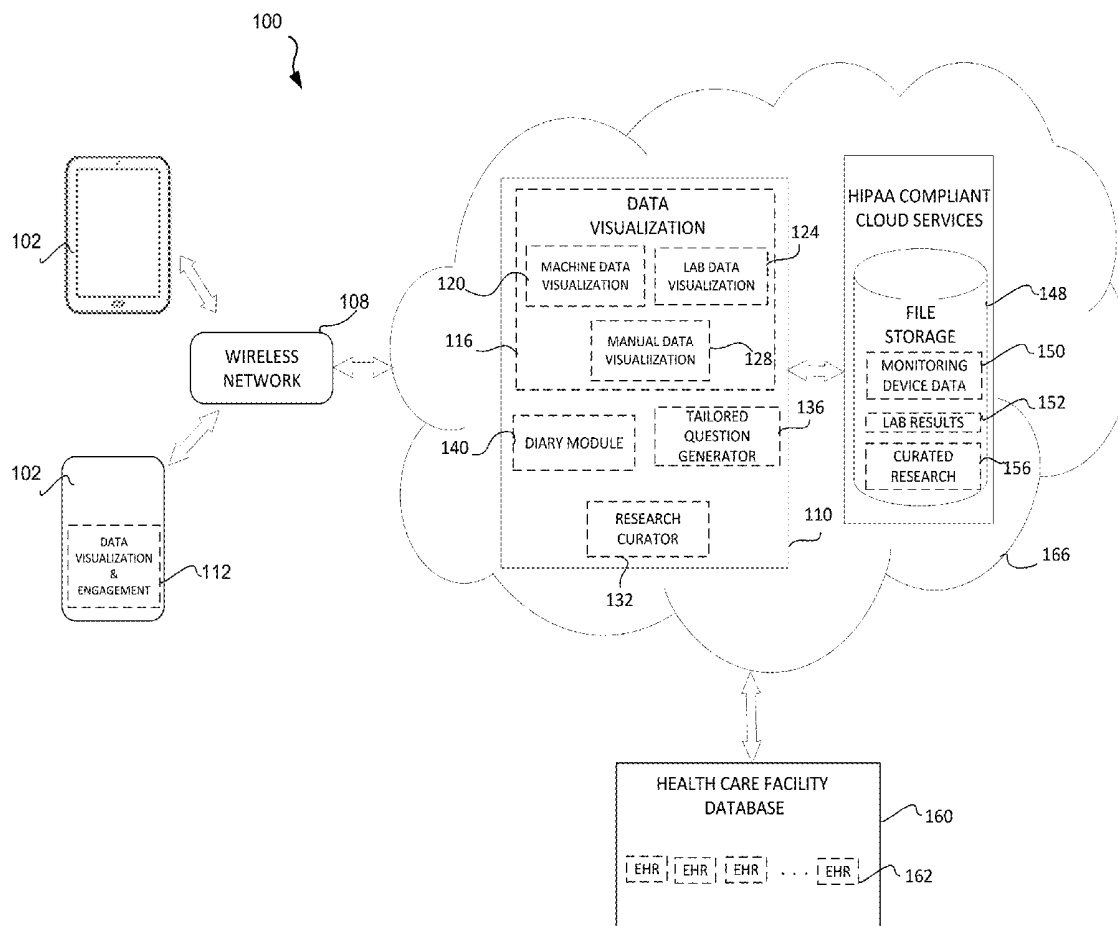 100
102
102
108
WIRELESS
NETWORK
DATA
VISUALIZATION
&
ENGAGEMENT
112
DATA
VISUALIZATION
MACHINE DATA
VISUALIZATION
120
LAB DATA
VISUALIZATION
124
MANUAL DATA
VISUALIIZATION
128
116
DIARY MODULE
140
TAILORED
QUESTION
GENERATOR
136
RESEARCH
CURATOR
132
110
HIPAA COMPLIANT
CLOUD SERVICES
FILE
STORAGE
148
MONITORING
DEVICE DATA
150
LAB RESULTS
152
CURATED
RESEARCH
156
166
HEALTH CARE FACILITY
DATABASE
160
EHR EHR EHR . . . EHR
162